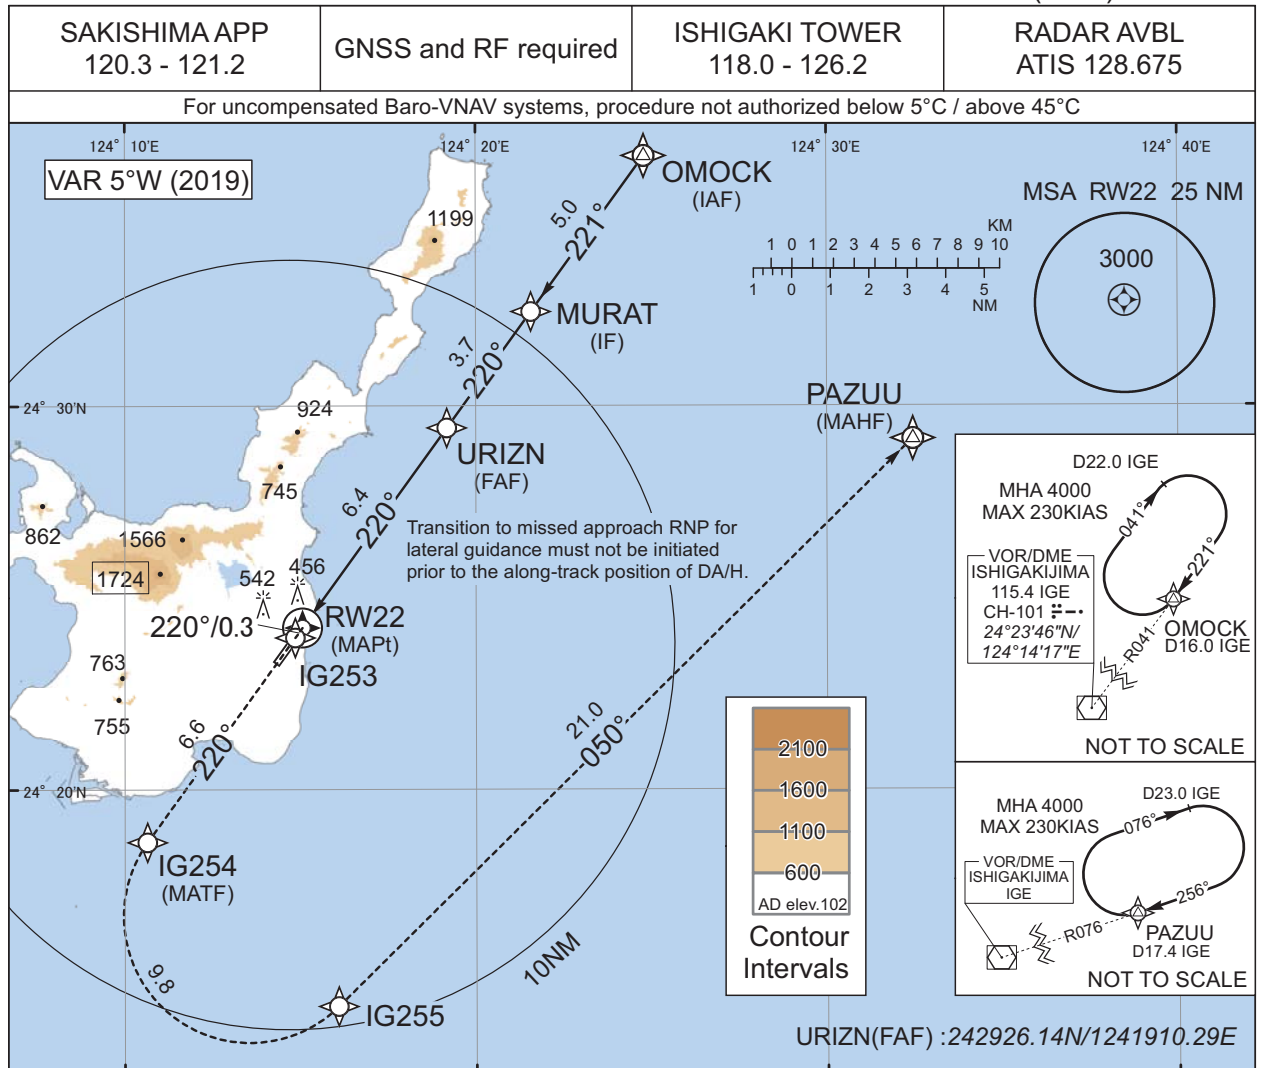 SAKISHIMA APP
120.3 - 121.2
GNSS and RF required
ISHIGAKI TOWER
118.0 - 126.2
RADAR AVBL
ATIS 128.675
For uncompensated Baro-VNAV systems, procedure not authorized below 5°C / above 45°C
124° 10'E
124° 20'E
124° 30'E
124° 40'E
VAR 5°W (2019)
OMOCK
(IAF)
MSA RW22 25 NM
3000
KM
1 0 1 2 3 4 5 6 7 8 9 10
1 0 1 2 3 4 5
NM
1199
5.0
221°
MURAT
(IF)
3.7
220°
PAZUU
(MAHF)
24° 30'N
924
URIZN
(FAF)
745
6.4
220°
Transition to missed approach RNP for
lateral guidance must not be initiated
prior to the along-track position of DA/H.
862
1566
1724
542
456
220°/0.3
RW22
(MAPt)
IG253
763
755
6.6
220°
21.0
050°
24° 20'N
IG254
(MATF)
9.8
IG255
10NM
2100
1600
1100
600
AD elev.102
Contour
Intervals
D22.0 IGE
MHA 4000
MAX 230KIAS
041°
221°
VOR/DME
ISHIGAKIJIMA
115.4 IGE
CH-101
24°23'46"N/
124°14'17"E
OMOCK
D16.0 IGE
R041
NOT TO SCALE
D23.0 IGE
MHA 4000
MAX 230KIAS
076°
256°
VOR/DME
ISHIGAKIJIMA
IGE
R076
PAZUU
D17.4 IGE
NOT TO SCALE
URIZN(FAF) :242926.14N/1241910.29E